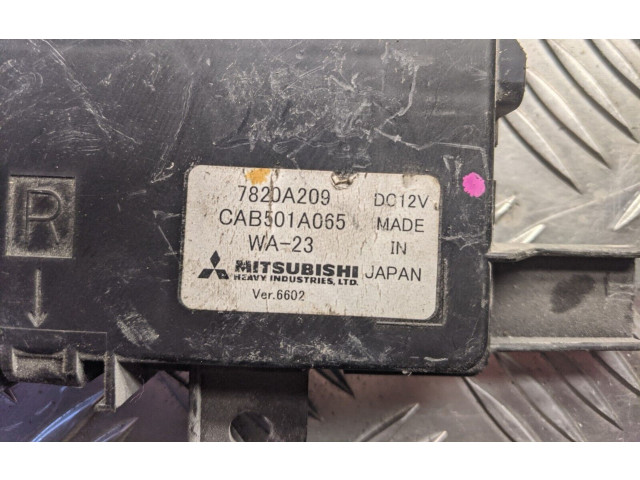 R
7820A209 DC12V
CAB501A065 MADE
WA-23 IN
MITSUBISHI JAPAN
HEAVY INDUSTRIES, LTD.
Ver.6602